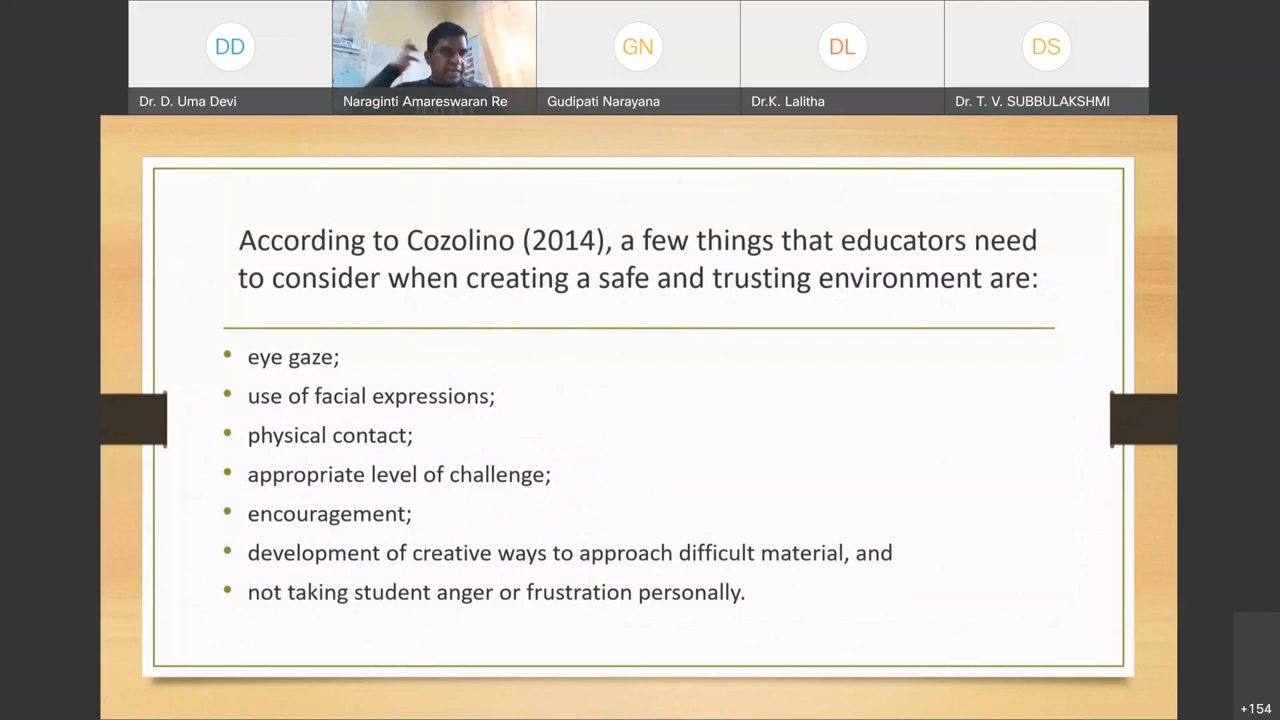 DD
GN
DL
DS
Dr. D. Uma Devi
Naraginti Amareswaran Re
Gudipati Narayana
Dr.K. Lalitha
Dr. T. V. SUBBULAKSHMI
According to Cozolino (2014), a few things that educators need
to consider when creating a safe and trusting environment are:
• eye gaze;
• use of facial expressions;
• physical contact;
• appropriate level of challenge;
• encouragement;
• development of creative ways to approach difficult material, and
• not taking student anger or frustration personally.
+154